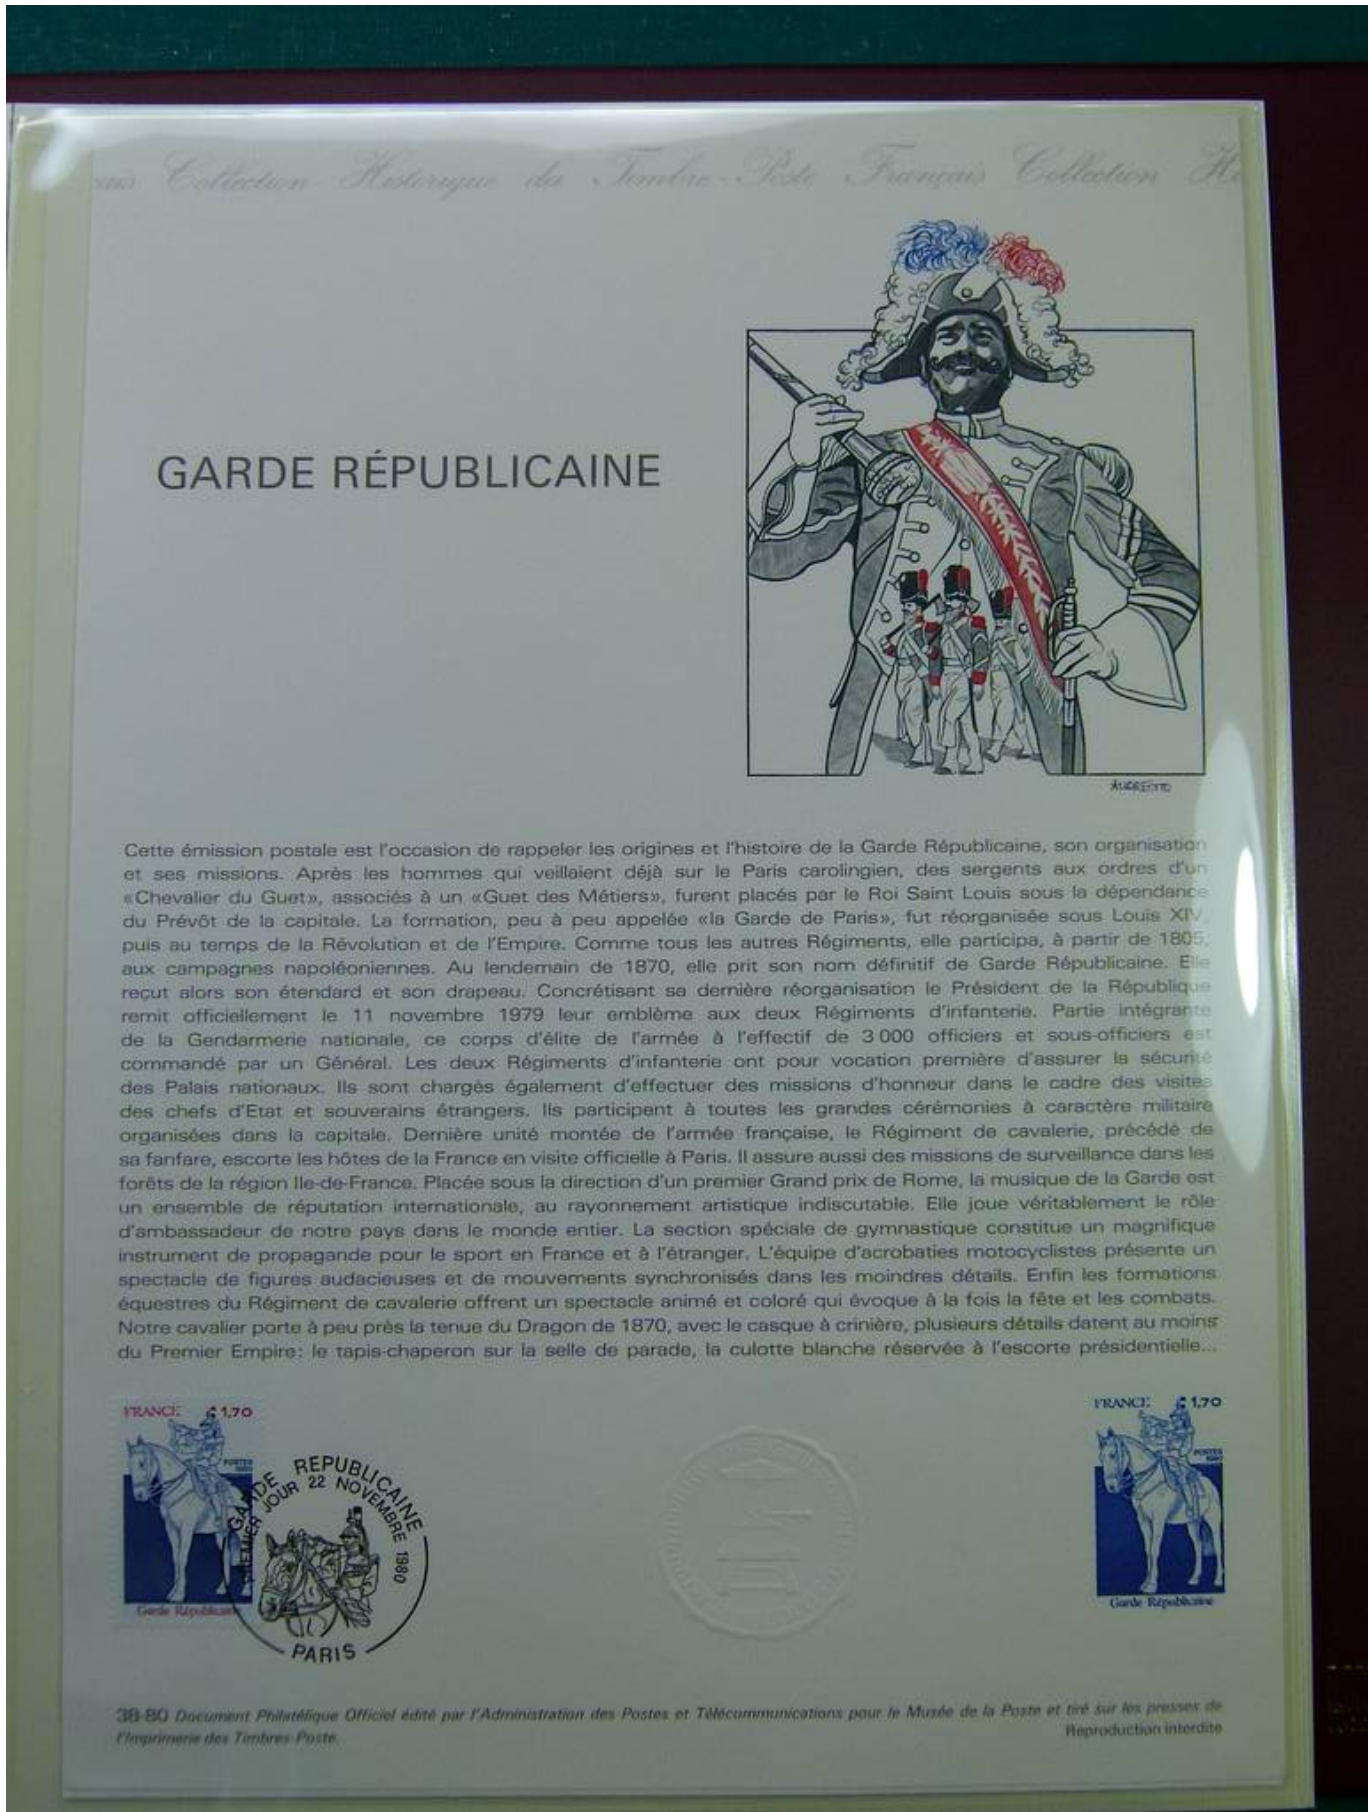 Collection Historique du Timbre-Poste Français Collection
GARDE RÉPUBLICAINE
Cette émission postale est l'occasion de rappeler les origines et l'histoire de la Garde Républicaine, son organisation
et ses missions. Après les hommes qui veillaient déjà sur le Paris carolingien, des sergents aux ordres d'un
«Chevalier du Guet», associés à un «Guet des Métiers», furent placés par le Roi Saint Louis sous la dépendance
du Prévôt de la capitale. La formation, peu à peu appelée «la Garde de Paris», fut réorganisée sous Louis XIV,
puis au temps de la Révolution et de l'Empire. Comme tous les autres Régiments, elle participa, à partir de 1805,
aux campagnes napoléoniennes. Au lendemain de 1870, elle prit son nom définitif de Garde Républicaine. Elle
reçut alors son étendard et son drapeau. Concrétisant sa dernière réorganisation le Président de la République
remit officiellement le 11 novembre 1979 leur emblème aux deux Régiments d'infanterie. Partie intégrante
de la Gendarmerie nationale, ce corps d'élite de l'armée à l'effectif de 3 000 officiers et sous-officiers est
commandé par un Général. Les deux Régiments d'infanterie ont pour vocation première d'assurer la sécurité
des Palais nationaux. Ils sont chargés également d'effectuer des missions d'honneur dans le cadre des visites
des chefs d'Etat et souverains étrangers. Ils participent à toutes les grandes cérémonies à caractère militaire
organisées dans la capitale. Dernière unité montée de l'armée française, le Régiment de cavalerie, précédé de
sa fanfare, escorte les hôtes de la France en visite officielle à Paris. Il assure aussi des missions de surveillance dans les
forêts de la région Ile-de-France. Placée sous la direction d'un premier Grand prix de Rome, la musique de la Garde est
un ensemble de réputation internationale, au rayonnement artistique indiscutable. Elle joue véritablement le rôle
d'ambassadeur de notre pays dans le monde entier. La section spéciale de gymnastique constitue un magnifique
instrument de propagande pour le sport en France et à l'étranger. L'équipe d'acrobaties motocyclistes présente un
spectacle de figures audacieuses et de mouvements synchronisés dans les moindres détails. Enfin les formations
équestres du Régiment de cavalerie offrent un spectacle animé et coloré qui évoque à la fois la fête et les combats.
Notre cavalier porte à peu près la tenue du Dragon de 1870, avec le casque à crinière, plusieurs détails datent au moins
du Premier Empire: le tapis-chaperon sur la selle de parade, la culotte blanche réservée à l'escorte présidentielle...
FRANCE 1,70
POSTES
1980
Garde Républicaine
GARDE REPUBLICAINE
PREMIER JOUR 22 NOVEMBRE 1980
PARIS
FRANCE 1,70
POSTES
1980
Garde Républicaine
38-80 Document Philatélique Officiel édité par l'Administration des Postes et Télécommunications pour le Musée de la Poste et tiré sur les presses de
l'Imprimerie des Timbres-Poste.
Reproduction interdite